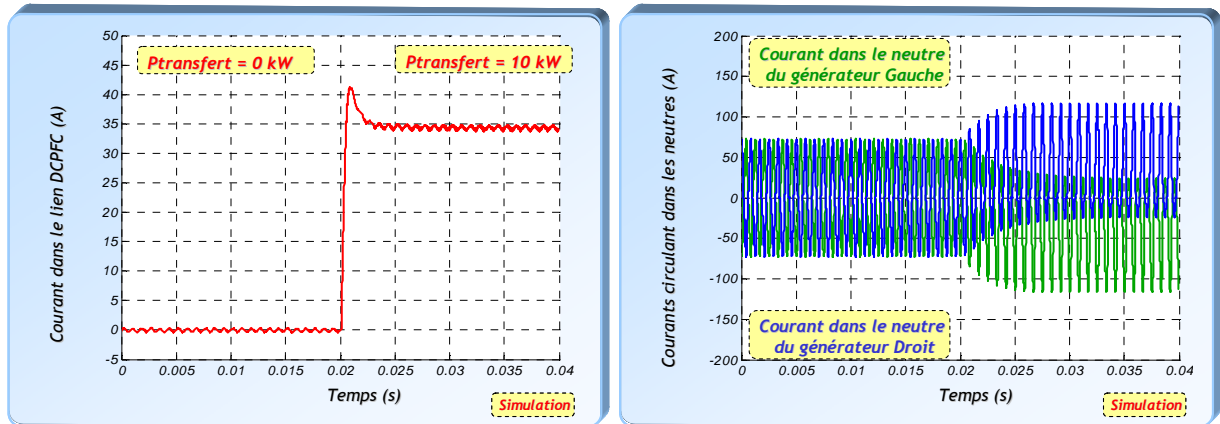 Courant dans le lien DCPFC (A)
50
45
40
35
30
25
20
15
10
5
0
-5
Ptransfert = 0 kW
Ptransfert = 10 kW
0 0.005 0.01 0.015 0.02 0.025 0.03 0.035 0.04
Temps (s)
Simulation
Courants circulant dans les neutres (A)
200
150
100
50
0
-50
-100
-150
-200
Courant dans le neutre
du générateur Gauche
Courant dans le neutre
du générateur Droit
0 0.005 0.01 0.015 0.02 0.025 0.03 0.035 0.04
Temps (s)
Simulation